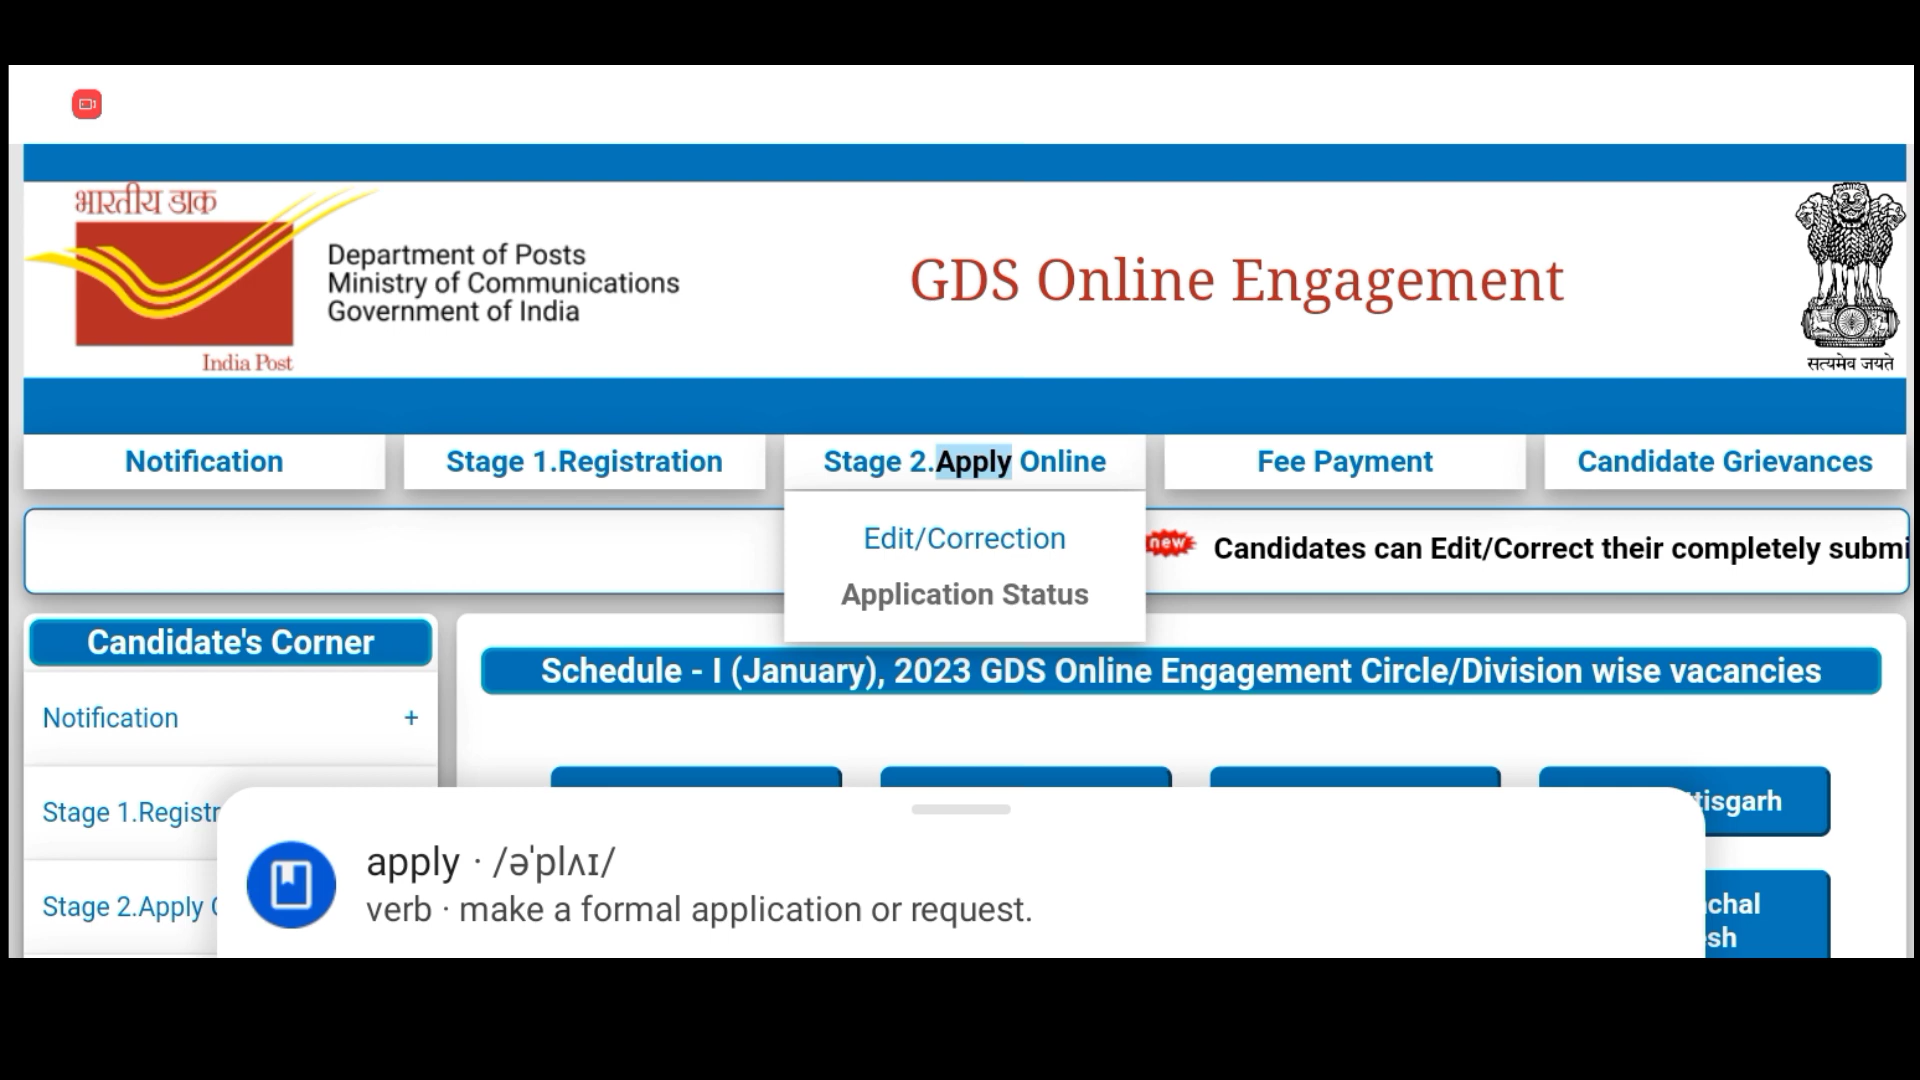 भारतीय डाक
India Post
Department of Posts
Ministry of Communications
Government of India
GDS Online Engagement
सत्यमेव जयते
Notification
Stage 1.Registration
Stage 2.Apply Online
Fee Payment
Candidate Grievances
Edit/Correction
Application Status
new
Candidates can Edit/Correct their completely submi
Candidate's Corner
Schedule - I (January), 2023 GDS Online Engagement Circle/Division wise vacancies
Notification +
Stage 1.Registr
Stage 2.Apply
tisgarh
chal
sh
apply · /əˈplʌɪ/
verb · make a formal application or request.